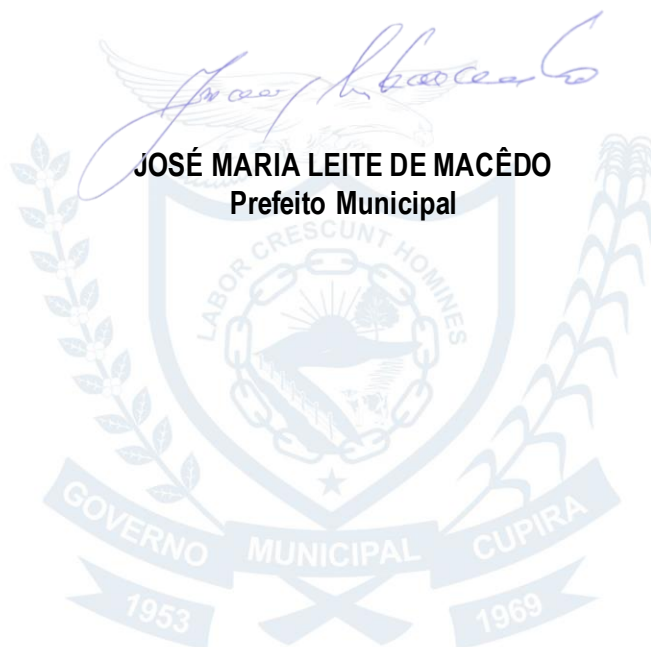 JOSÉ MARIA LEITE DE MACÊDO
Prefeito Municipal
LABOR CRESCUNT HOMINES
GOVERNO MUNICIPAL CUPIRA
1953 1969